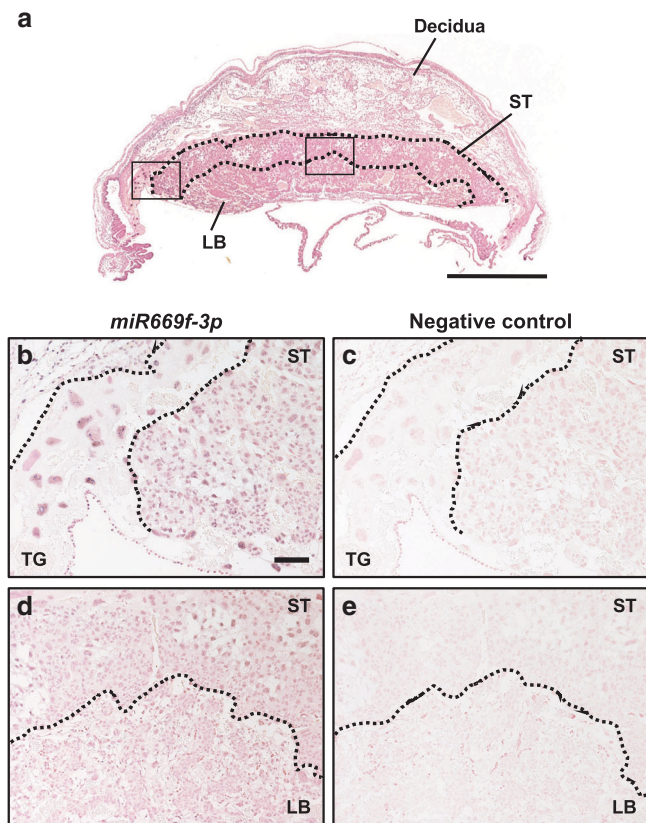 a
Decidua
ST
LB
miR669f-3p
Negative control
b
ST
TG
c
ST
TG
d
ST
LB
e
ST
LB